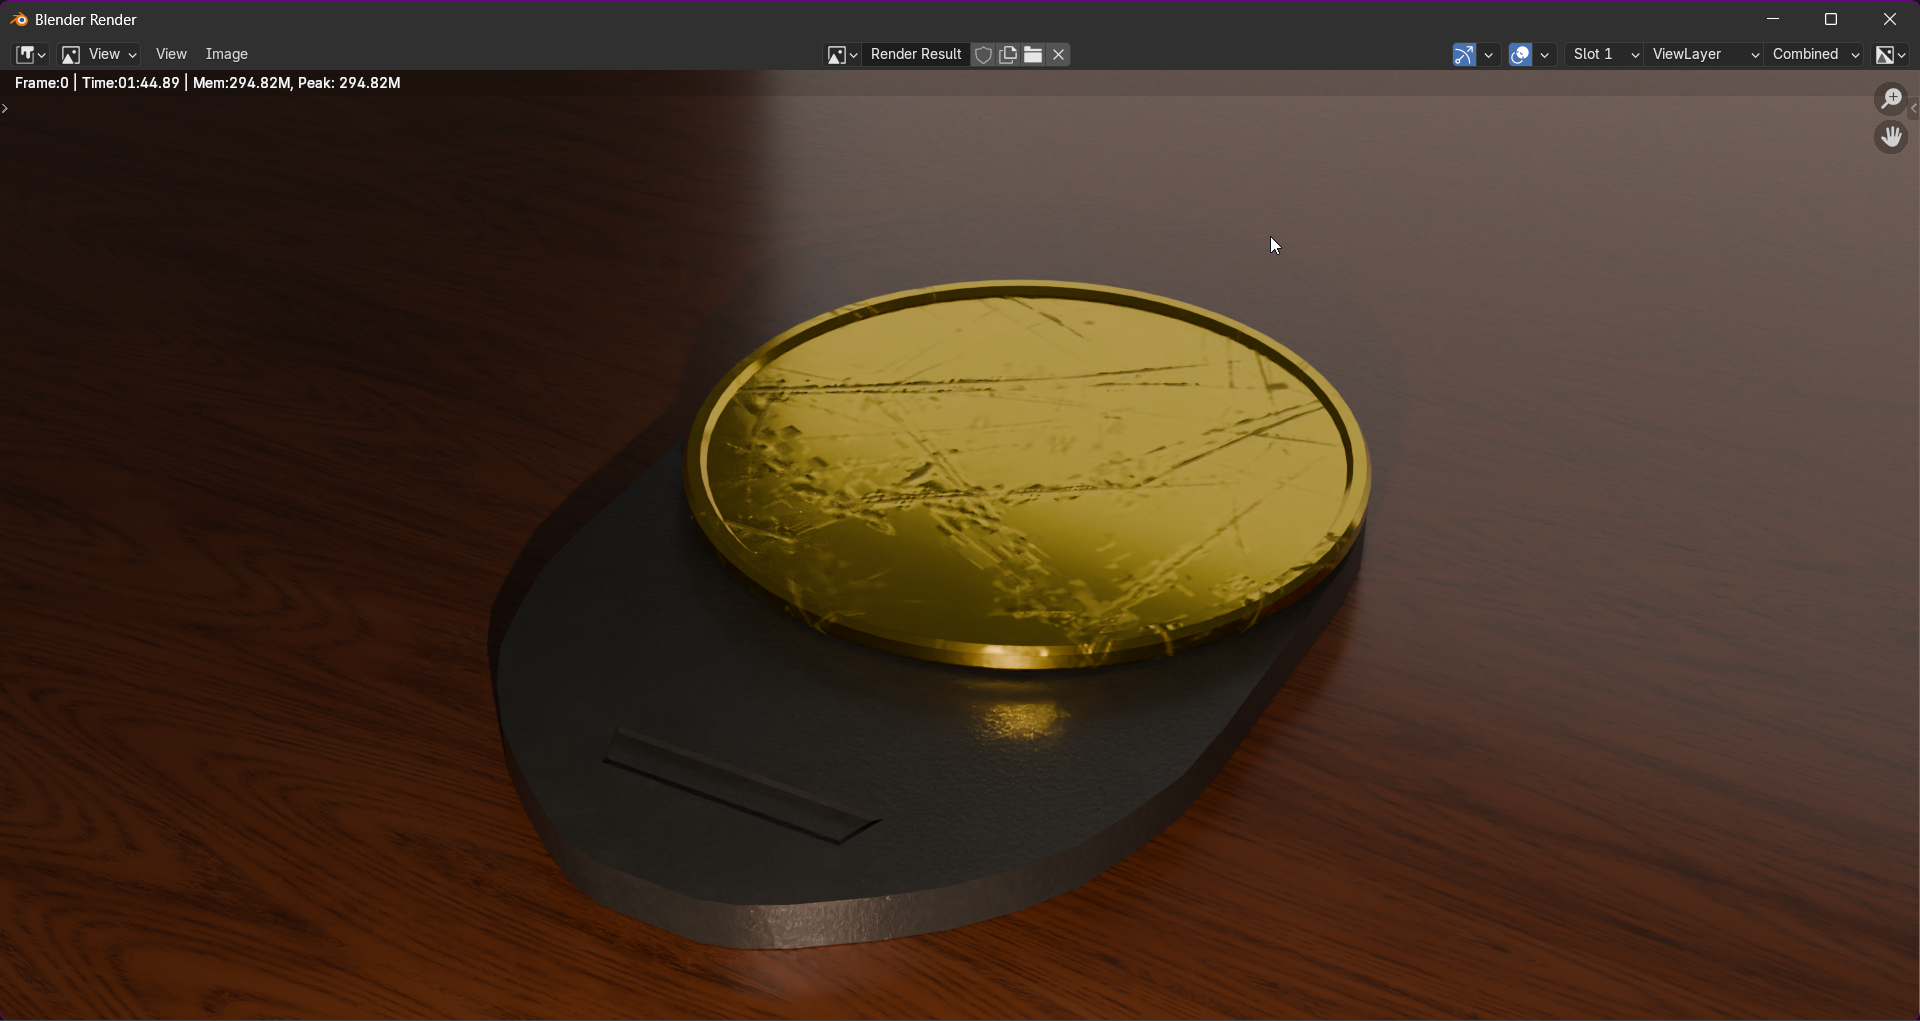 Blender Render
View View Image Render Result Slot 1 ViewLayer Combined
Frame:0 | Time:01:44.89 | Mem:294.82M, Peak: 294.82M